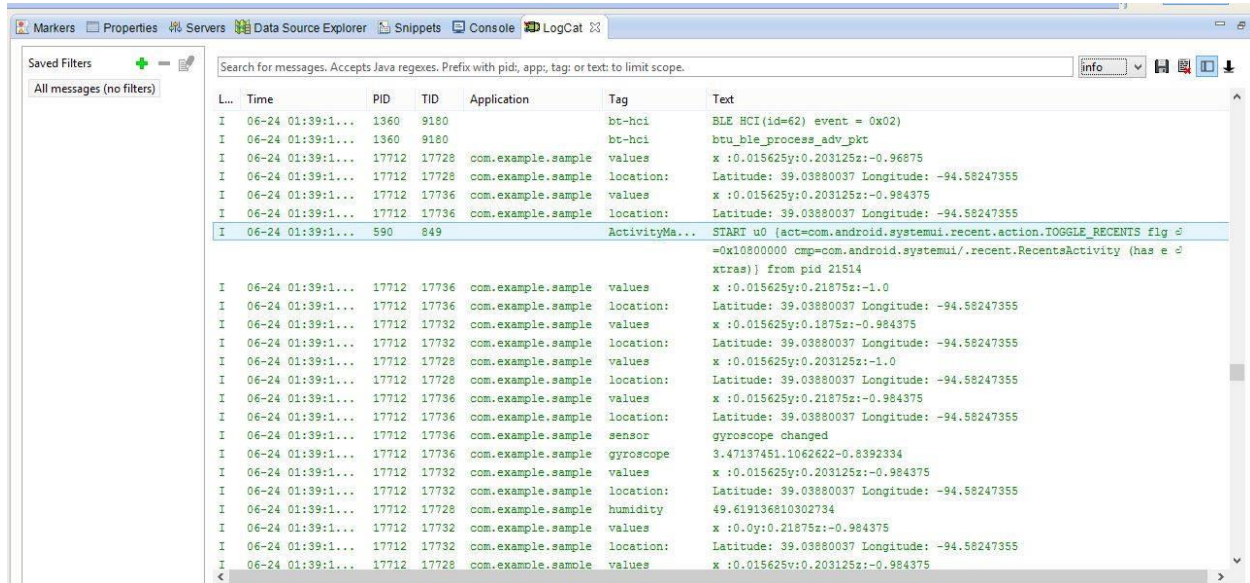 Markers Properties Servers Data Source Explorer Snippets Console LogCat
Saved Filters
All messages (no filters)
Search for messages. Accepts Java regexes. Prefix with pid:, app:, tag: or text: to limit scope.
info
L... Time PID TID Application Tag Text
I 06-24 01:39:1... 1360 9180 bt-hci BLE HCI(id=62) event = 0x02)
I 06-24 01:39:1... 1360 9180 bt-hci btu_ble_process_adv_pkt
I 06-24 01:39:1... 17712 17728 com.example.sample values x :0.015625y:0.203125z:-0.96875
I 06-24 01:39:1... 17712 17728 com.example.sample location: Latitude: 39.03880037 Longitude: -94.58247355
I 06-24 01:39:1... 17712 17736 com.example.sample values x :0.015625y:0.203125z:-0.984375
I 06-24 01:39:1... 17712 17736 com.example.sample location: Latitude: 39.03880037 Longitude: -94.58247355
I 06-24 01:39:1... 590 849 ActivityMa... START u0 {act=com.android.systemui.recent.action.TOGGLE_RECENTS flg
=0x10800000 cmp=com.android.systemui/.recent.RecentsActivity (has e
xtras)} from pid 21514
I 06-24 01:39:1... 17712 17736 com.example.sample values x :0.015625y:0.21875z:-1.0
I 06-24 01:39:1... 17712 17736 com.example.sample location: Latitude: 39.03880037 Longitude: -94.58247355
I 06-24 01:39:1... 17712 17732 com.example.sample values x :0.015625y:0.1875z:-0.984375
I 06-24 01:39:1... 17712 17732 com.example.sample location: Latitude: 39.03880037 Longitude: -94.58247355
I 06-24 01:39:1... 17712 17728 com.example.sample values x :0.015625y:0.203125z:-1.0
I 06-24 01:39:1... 17712 17728 com.example.sample location: Latitude: 39.03880037 Longitude: -94.58247355
I 06-24 01:39:1... 17712 17736 com.example.sample values x :0.015625y:0.21875z:-0.984375
I 06-24 01:39:1... 17712 17736 com.example.sample location: Latitude: 39.03880037 Longitude: -94.58247355
I 06-24 01:39:1... 17712 17736 com.example.sample sensor gyroscope changed
I 06-24 01:39:1... 17712 17736 com.example.sample gyroscope 3.47137451.1062622-0.8392334
I 06-24 01:39:1... 17712 17732 com.example.sample values x :0.015625y:0.203125z:-0.984375
I 06-24 01:39:1... 17712 17732 com.example.sample location: Latitude: 39.03880037 Longitude: -94.58247355
I 06-24 01:39:1... 17712 17728 com.example.sample humidity 49.619136810302734
I 06-24 01:39:1... 17712 17732 com.example.sample values x :0.0y:0.21875z:-0.984375
I 06-24 01:39:1... 17712 17732 com.example.sample location: Latitude: 39.03880037 Longitude: -94.58247355
I 06-24 01:39:1... 17712 17728 com.example.sample values x :0.015625y:0.203125z:-0.984375